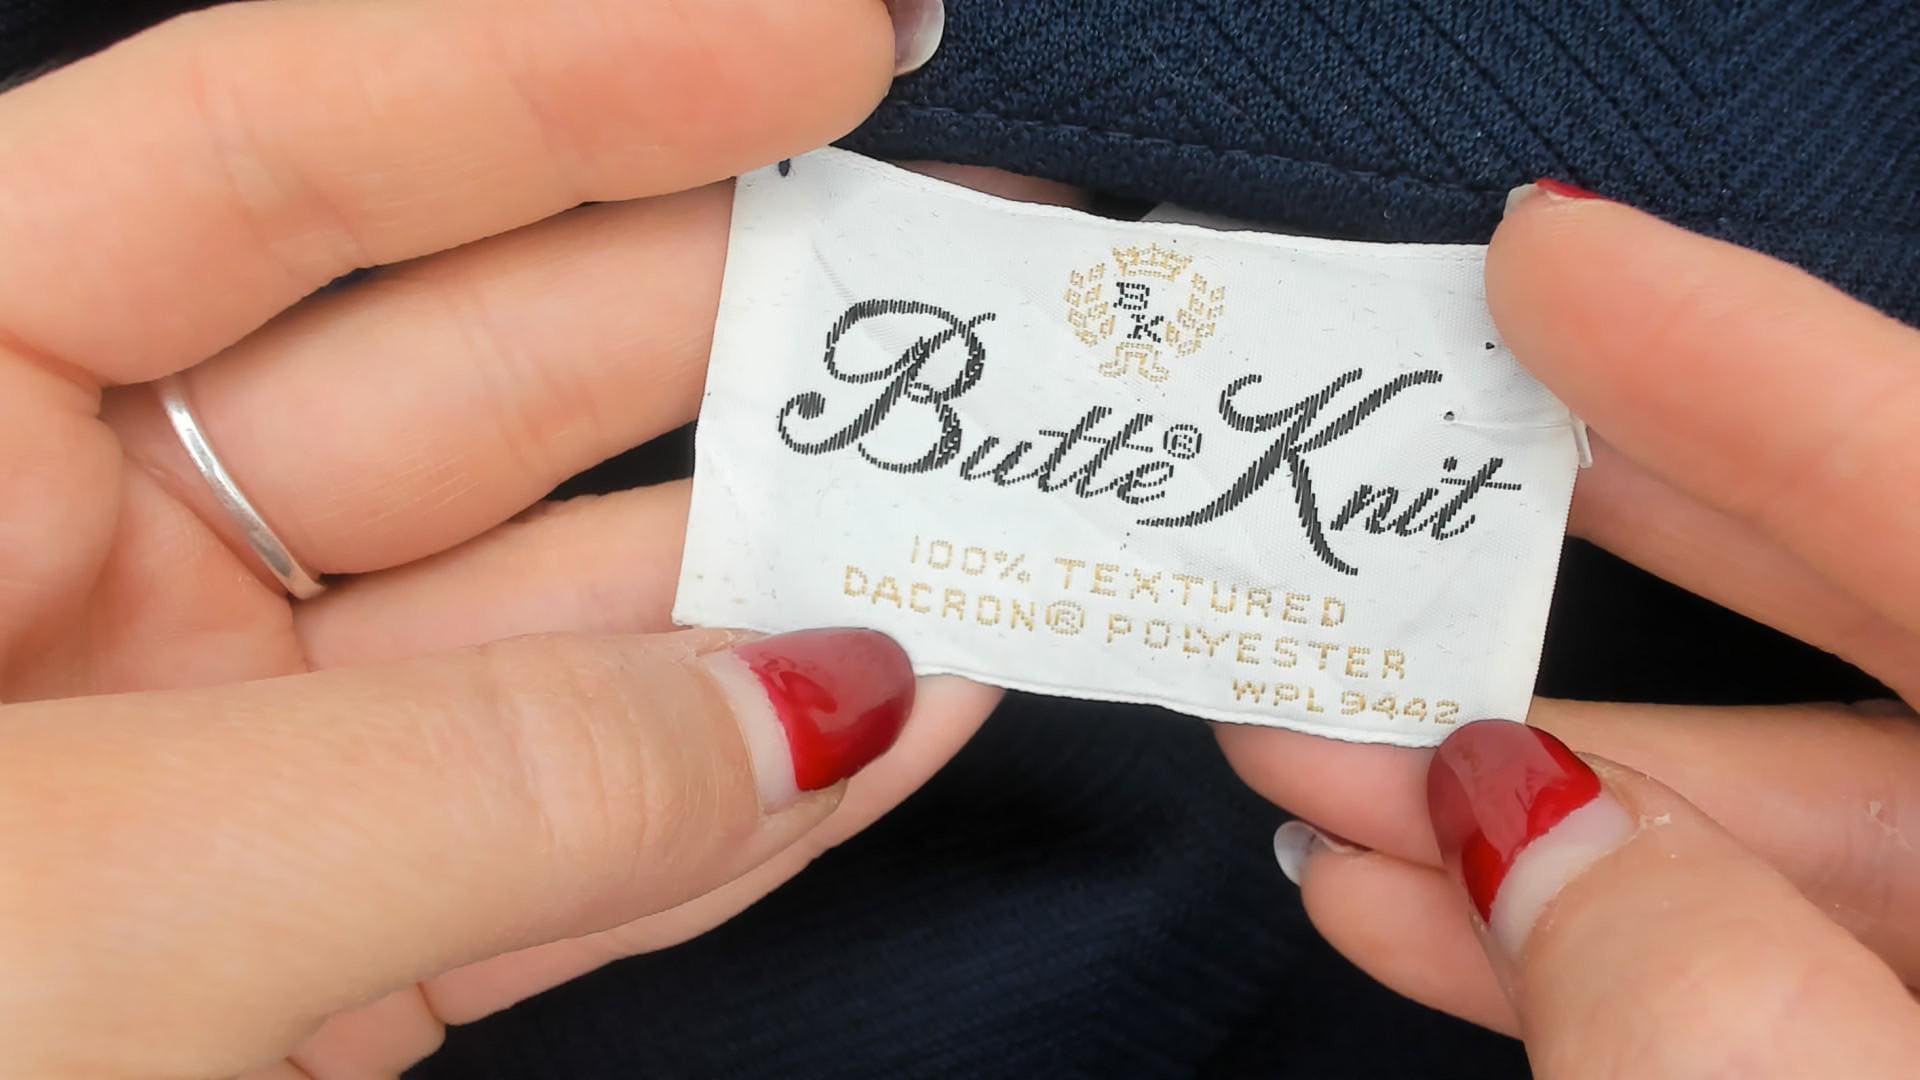 BK
Butte® Knit
100% TEXTURED
DACRON® POLYESTER
WPL 9442